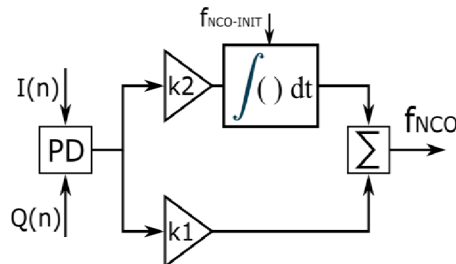 fNCO-INIT
I(n)
k2
∫( ) dt
PD
Σ
fNCO
Q(n)
k1